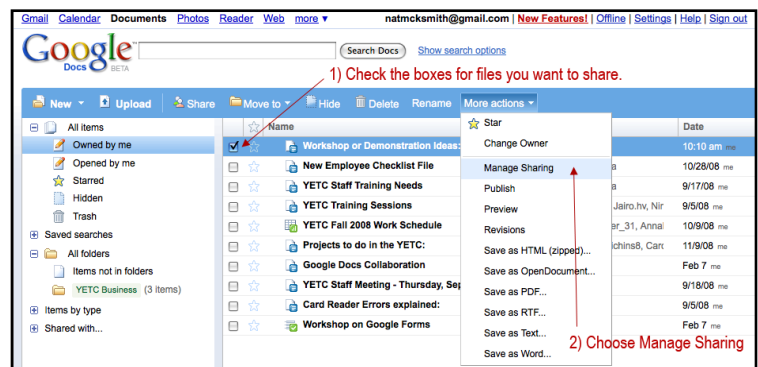 Gmail Calendar Documents Photos Reader Web more ▼ natmcksmith@gmail.com | New Features! | Offline | Settings | Help | Sign out
Google™
Docs BETA
Search Docs Show search options
1) Check the boxes for files you want to share.
New Upload Share Move to Hide Delete Rename More actions
All items
Owned by me
Opened by me
Starred
Hidden
Trash
Saved searches
All folders
Items not in folders
YETC Business (3 items)
Items by type
Shared with...
Name Date
Workshop or Demonstration Ideas: 10:10 am me
New Employee Checklist File 10/28/08 me
YETC Staff Training Needs 9/17/08 me
YETC Training Sessions Jairo.hv, Nir 9/5/08 me
YETC Fall 2008 Work Schedule er_31, Annal 10/9/08 me
Projects to do in the YETC: chins8, Carc 11/9/08 me
Google Docs Collaboration Feb 7 me
YETC Staff Meeting - Thursday, Sep 9/18/08 me
Card Reader Errors explained: 9/5/08 me
Workshop on Google Forms Feb 7 me
Star
Change Owner
Manage Sharing
Publish
Preview
Revisions
Save as HTML (zipped)...
Save as OpenDocument...
Save as PDF...
Save as RTF...
Save as Text...
Save as Word...
2) Choose Manage Sharing